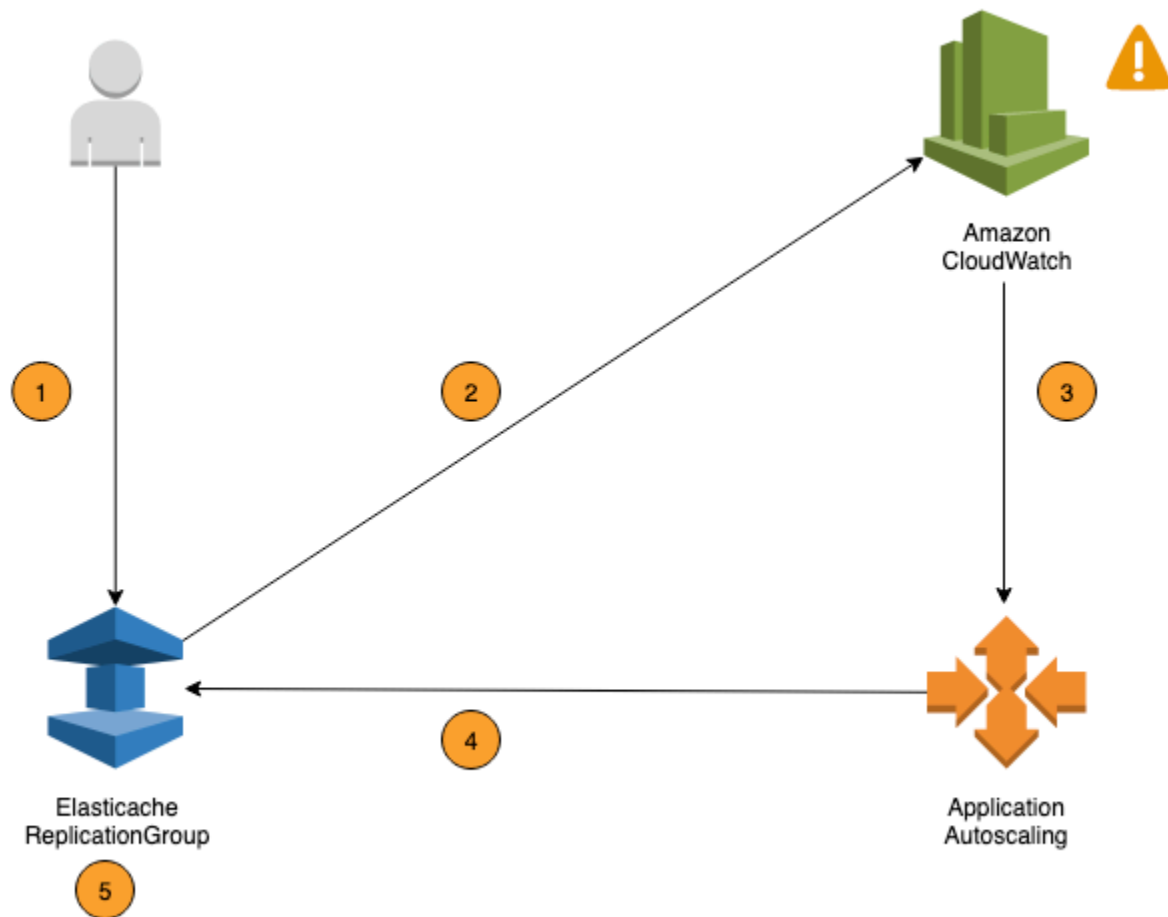 Amazon
CloudWatch
1
2
3
4
Elasticache
ReplicationGroup
Application
Autoscaling
5